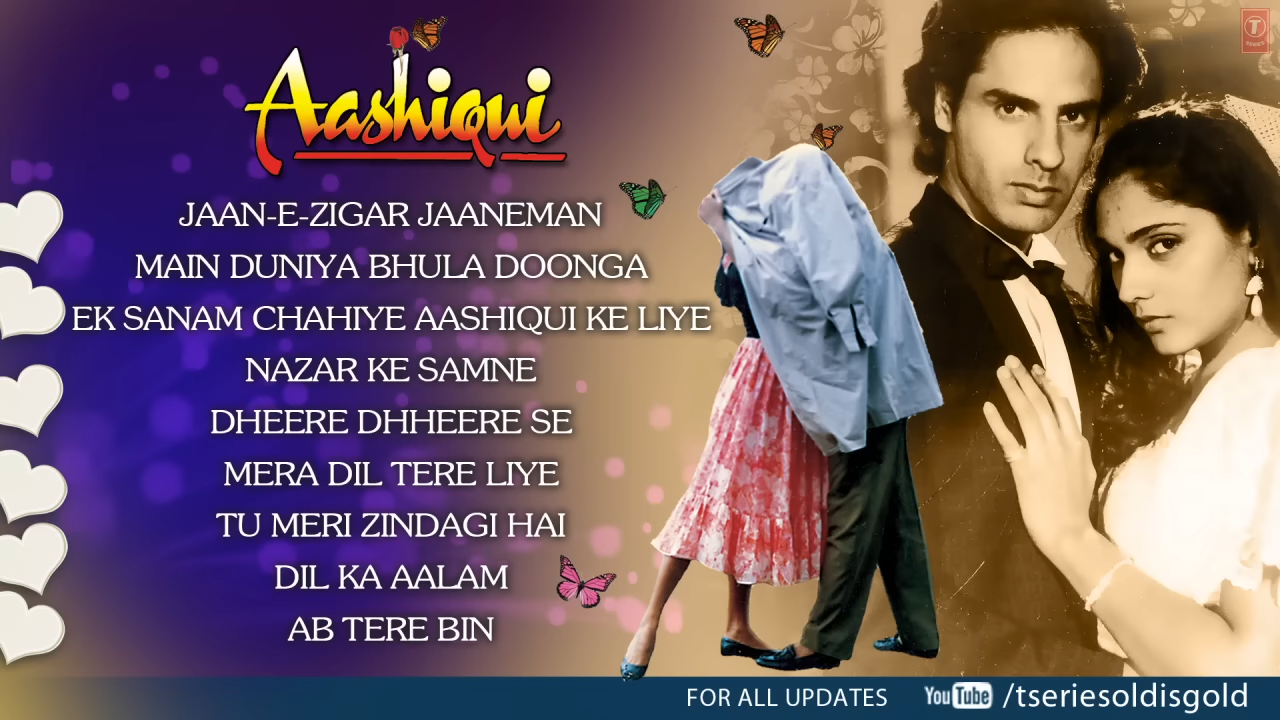 Aashiqui
T
SERIES
JAAN-E-ZIGAR JAANEMAN
MAIN DUNIYA BHULA DOONGA
EK SANAM CHAHIYE AASHIQUI KE LIYE
NAZAR KE SAMNE
DHEERE DHHEERE SE
MERA DIL TERE LIYE
TU MERI ZINDAGI HAI
DIL KA AALAM
AB TERE BIN
FOR ALL UPDATES YouTube /tseriesoldisgold